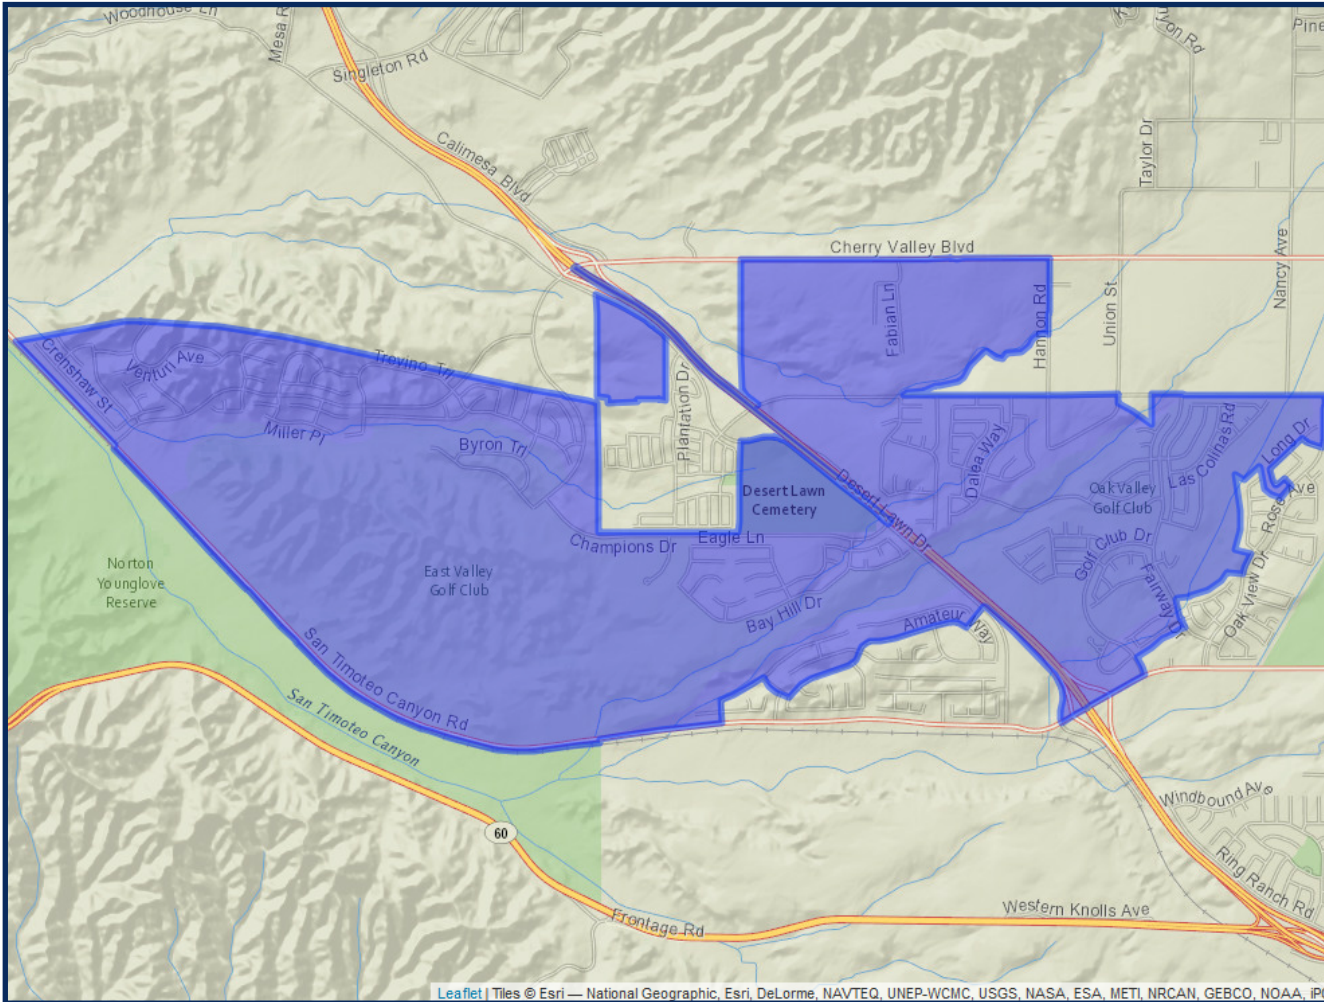 Woodhouse Ln
Mesa R
Singleton Rd
yon Rd
Pine
Calimesa Blvd
Taylor Dr
Cherry Valley Blvd
Nancy Ave
Fabian Ln
Hannon Rd
Union St
Crenshaw St
Venturi Ave
Trevino Trl
Plantation Dr
Miller Pl
Byron Trl
Dalea Way
Las Colinas Rd
Long Dr
Desert Lawn
Cemetery
Desert Lawn Dr
Oak Valley
Golf Club
Rose Ave
Champions Dr
Eagle Ln
Golf Club Dr
Fairway Dr
Oak View Dr
Norton
Younglove
Reserve
East Valley
Golf Club
Bay Hill Dr
Amateur Way
San Timoteo Canyon Rd
San Timoteo Canyon
60
Windbound Ave
Ring Ranch Rd
Western Knolls Ave
Frontage Rd
Leaflet | Tiles © Esri — National Geographic, Esri, DeLorme, NAVTEQ, UNEP-WCMC, USGS, NASA, ESA, METI, NRCAN, GEBCO, NOAA, iP